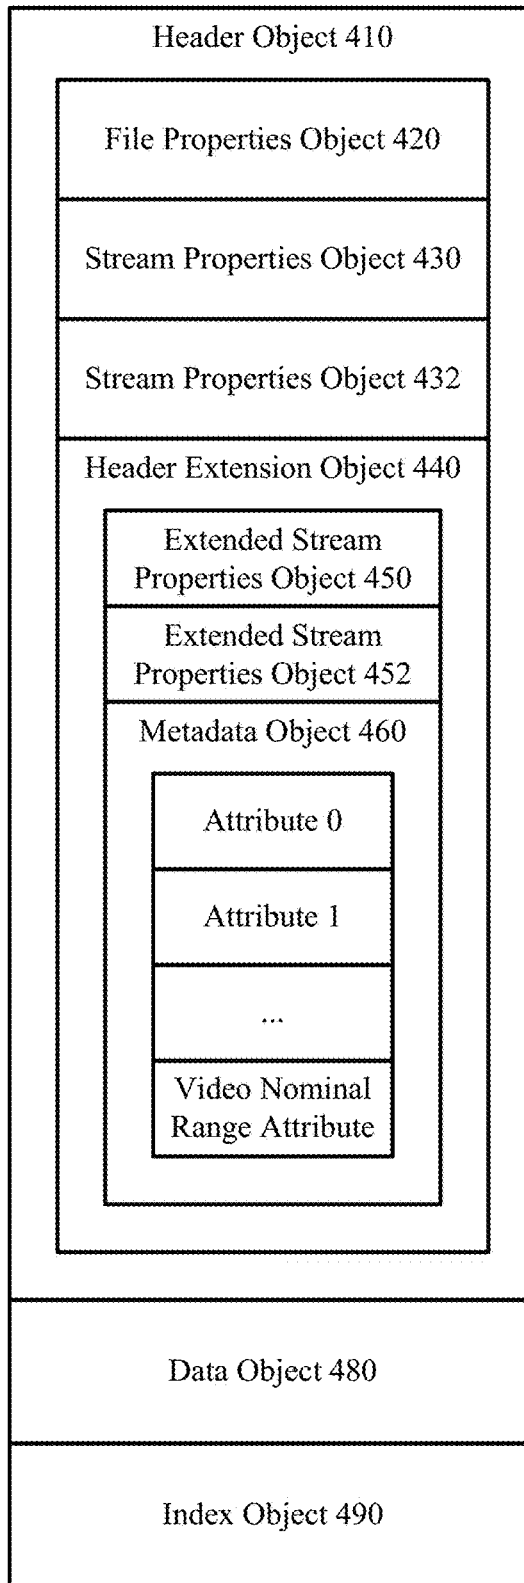 Header Object 410
File Properties Object 420
Stream Properties Object 430
Stream Properties Object 432
Header Extension Object 440
Extended Stream
Properties Object 450
Extended Stream
Properties Object 452
Metadata Object 460
Attribute 0
Attribute 1
...
Video Nominal
Range Attribute
Data Object 480
Index Object 490